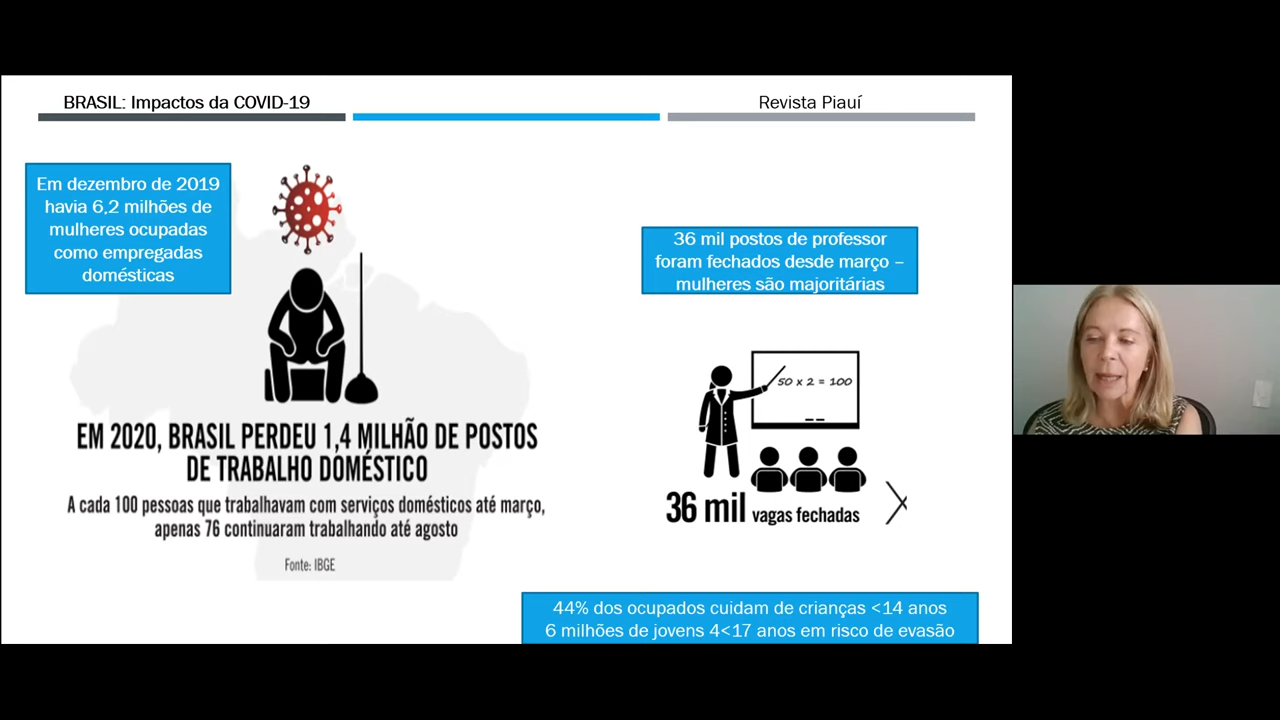 BRASIL: Impactos da COVID-19
Revista Piauí
Em dezembro de 2019
havia 6,2 milhões de
mulheres ocupadas
como empregadas
domésticas
EM 2020, BRASIL PERDEU 1,4 MILHÃO DE POSTOS
DE TRABALHO DOMÉSTICO
A cada 100 pessoas que trabalhavam com serviços domésticos até março,
apenas 76 continuaram trabalhando até agosto
Fonte: IBGE
36 mil postos de professor
foram fechados desde março –
mulheres são majoritárias
50 x 2 = 100
36 mil vagas fechadas
44% dos ocupados cuidam de crianças <14 anos
6 milhões de jovens 4<17 anos em risco de evasão